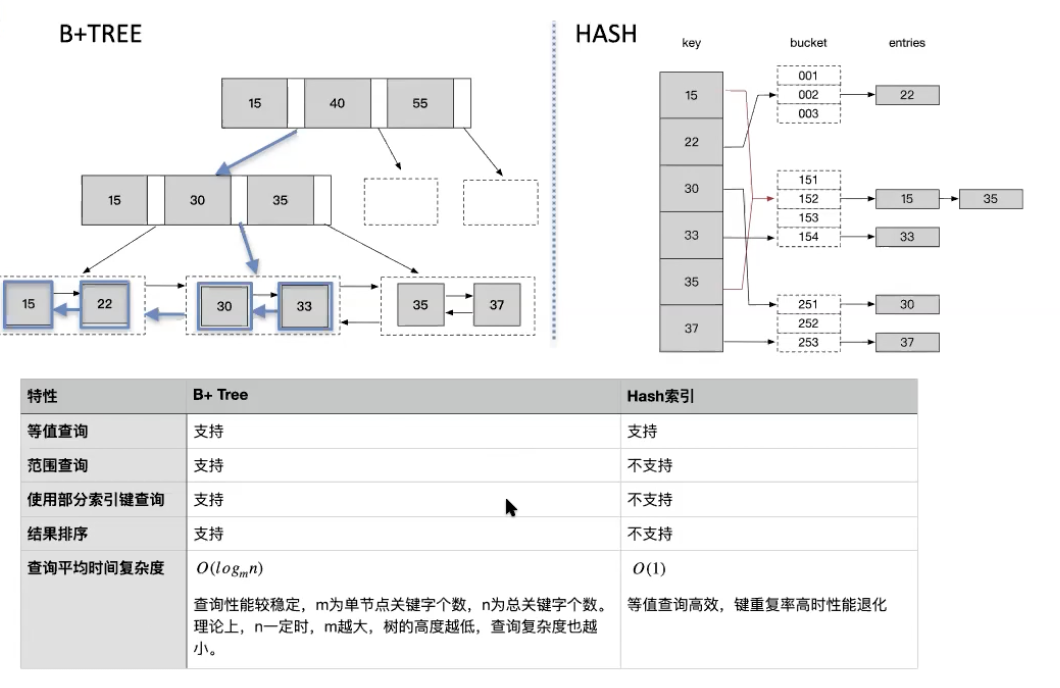 B+TREE
15 40 55
15 30 35
15 22 30 33 35 37
HASH
key bucket entries
15
22
30
33
35
37
001
002 22
003
151
152 15 35
153
154 33
251 30
252
253 37
特性 B+ Tree Hash索引
等值查询 支持 支持
范围查询 支持 不支持
使用部分索引键查询 支持 不支持
结果排序 支持 不支持
查询平均时间复杂度 O(logₘn) O(1)
查询性能较稳定，m为单节点关键字个数，n为总关键字个数。
理论上，n一定时，m越大，树的高度越低，查询复杂度也越
小。
等值查询高效，键重复率高时性能退化